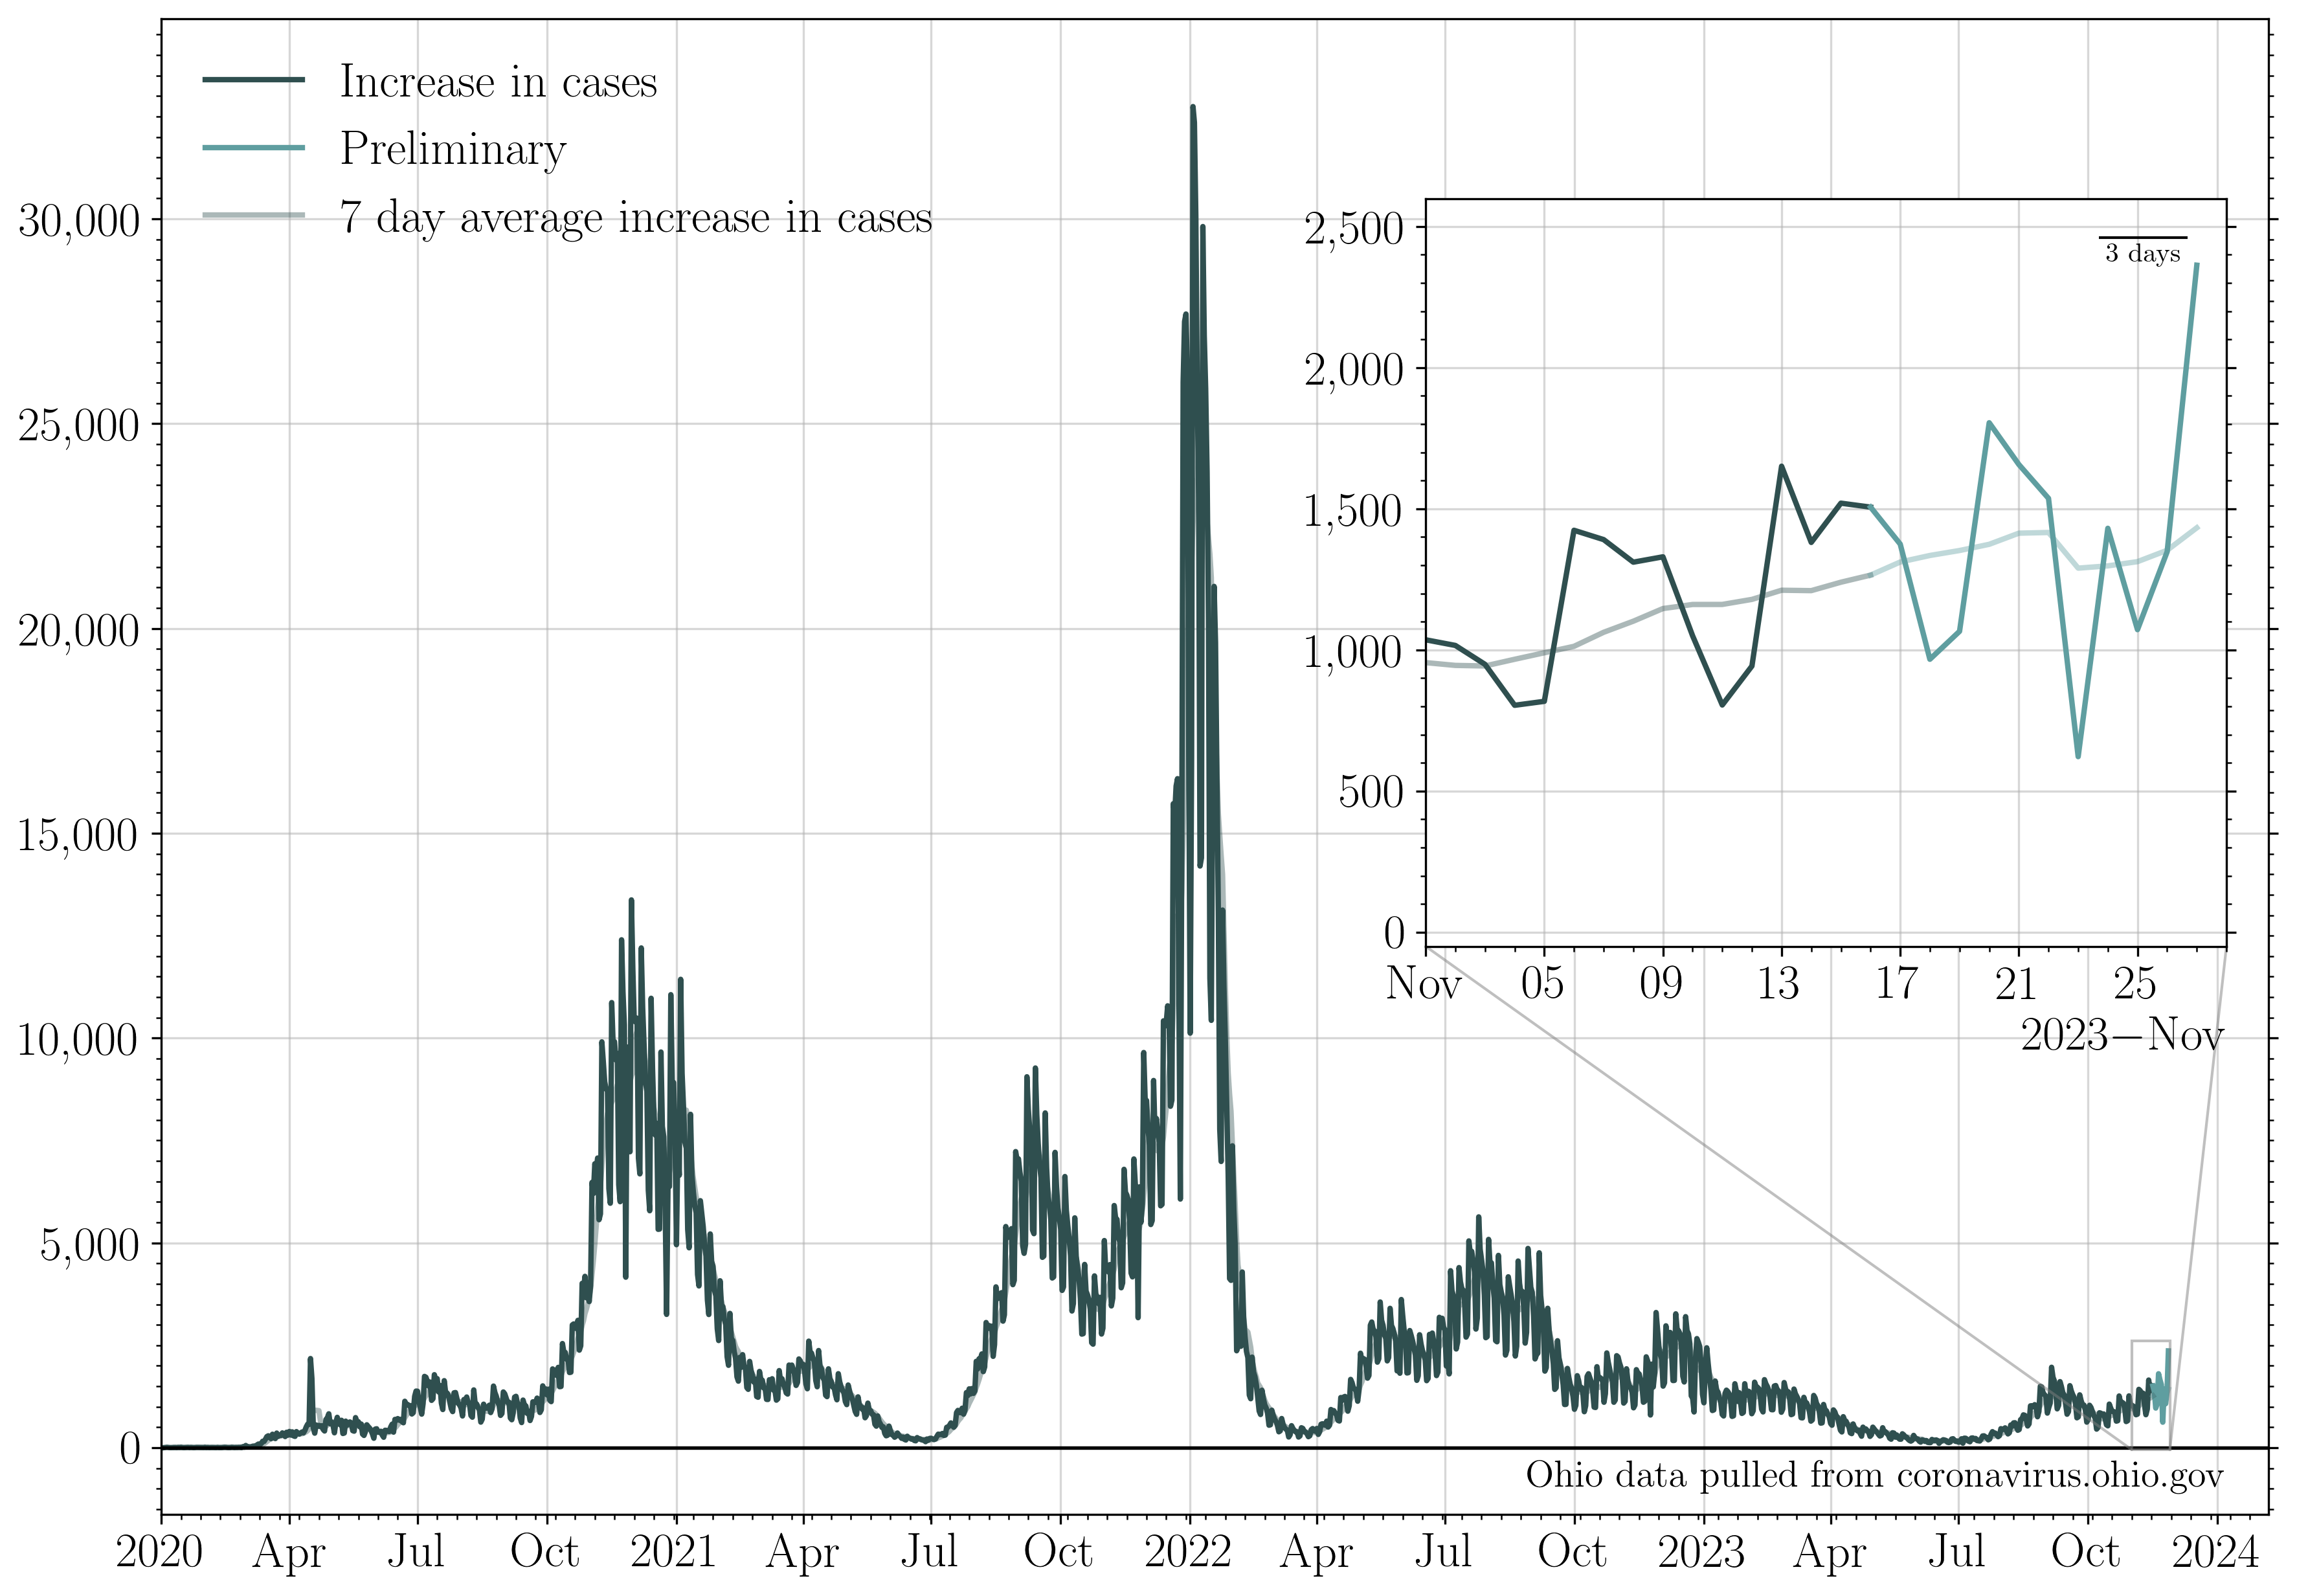 Increase in cases
Preliminary
7 day average increase in cases
30,000
25,000
20,000
15,000
10,000
5,000
0
2,500
2,000
1,500
1,000
500
0
3 days
Nov 05 09 13 17 21 25
2023—Nov
Ohio data pulled from coronavirus.ohio.gov
2020 Apr Jul Oct 2021 Apr Jul Oct 2022 Apr Jul Oct 2023 Apr Jul Oct 2024